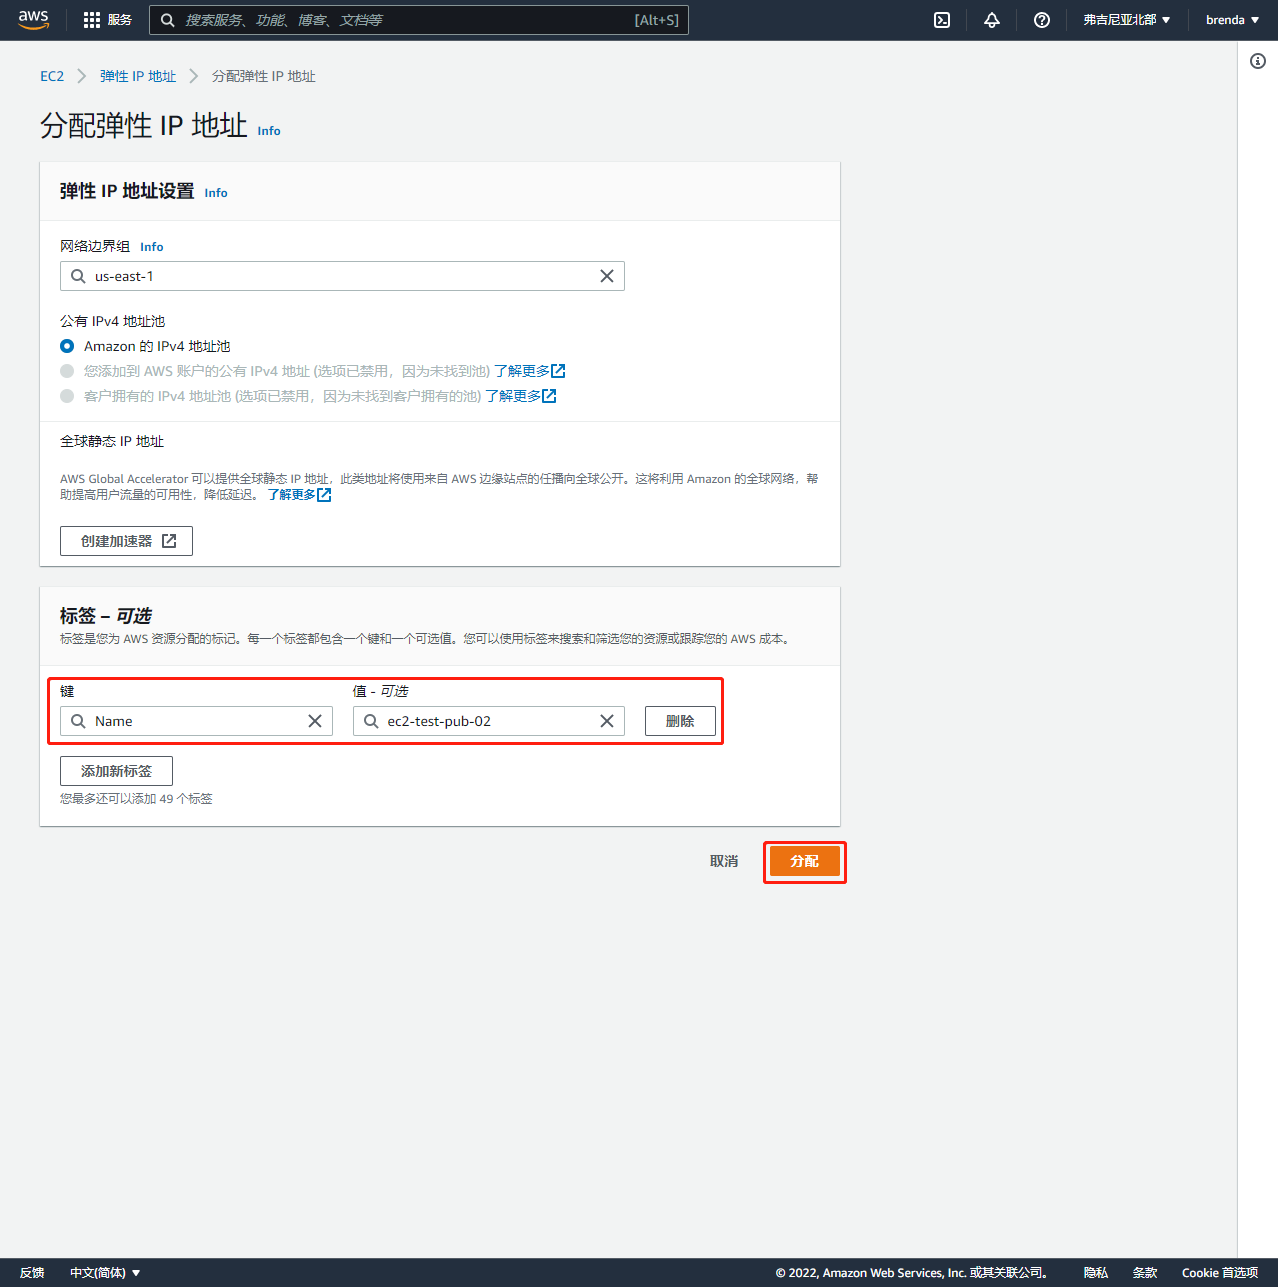 aws 服务 搜索服务、功能、博客、文档等 [Alt+S] 弗吉尼亚北部 brenda
EC2 弹性 IP 地址 分配弹性 IP 地址
分配弹性 IP 地址 Info
弹性 IP 地址设置 Info
网络边界组 Info
us-east-1
公有 IPv4 地址池
Amazon 的 IPv4 地址池
您添加到 AWS 账户的公有 IPv4 地址 (选项已禁用，因为未找到池) 了解更多
客户拥有的 IPv4 地址池 (选项已禁用，因为未找到客户拥有的池) 了解更多
全球静态 IP 地址
AWS Global Accelerator 可以提供全球静态 IP 地址，此类地址将使用来自 AWS 边缘站点的任播向全球公开。这将利用 Amazon 的全球网络，帮
助提高用户流量的可用性，降低延迟。 了解更多
创建加速器
标签 – 可选
标签是您为 AWS 资源分配的标记。每一个标签都包含一个键和一个可选值。您可以使用标签来搜索和筛选您的资源或跟踪您的 AWS 成本。
键 值 - 可选
Name ec2-test-pub-02 删除
添加新标签
您最多还可以添加 49 个标签
取消 分配
反馈 中文(简体) © 2022, Amazon Web Services, Inc. 或其关联公司。 隐私 条款 Cookie 首选项